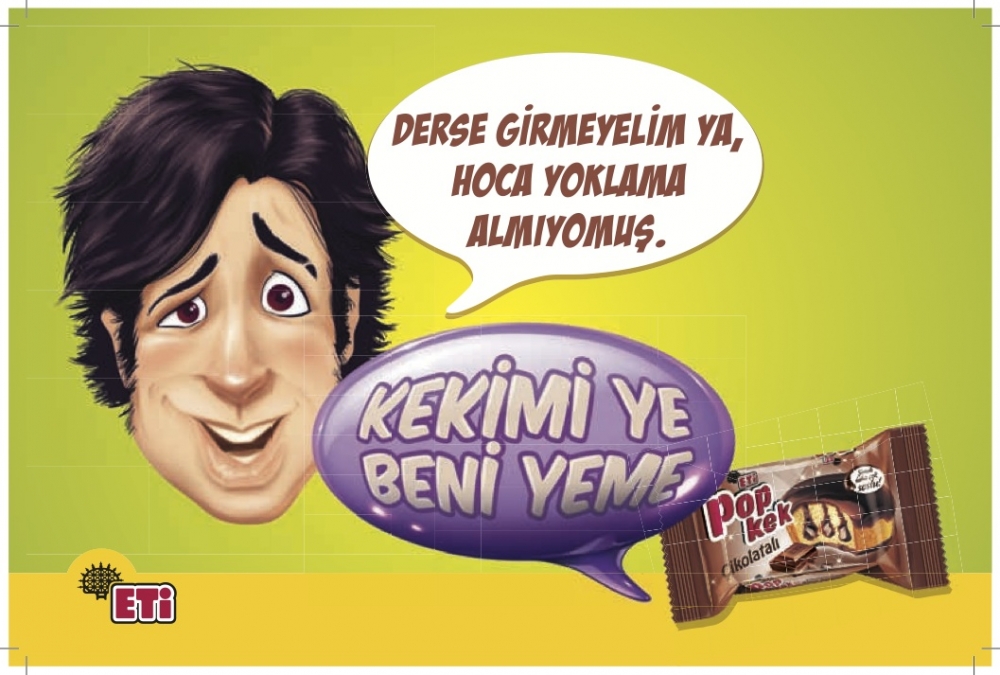 DERSE GİRMEYELİM YA,
HOCA YOKLAMA
ALMIYOMUŞ.
KEKİMİ YE
BENİ YEME
ETİ
Pop
kek
Çikolatalı
ETİ